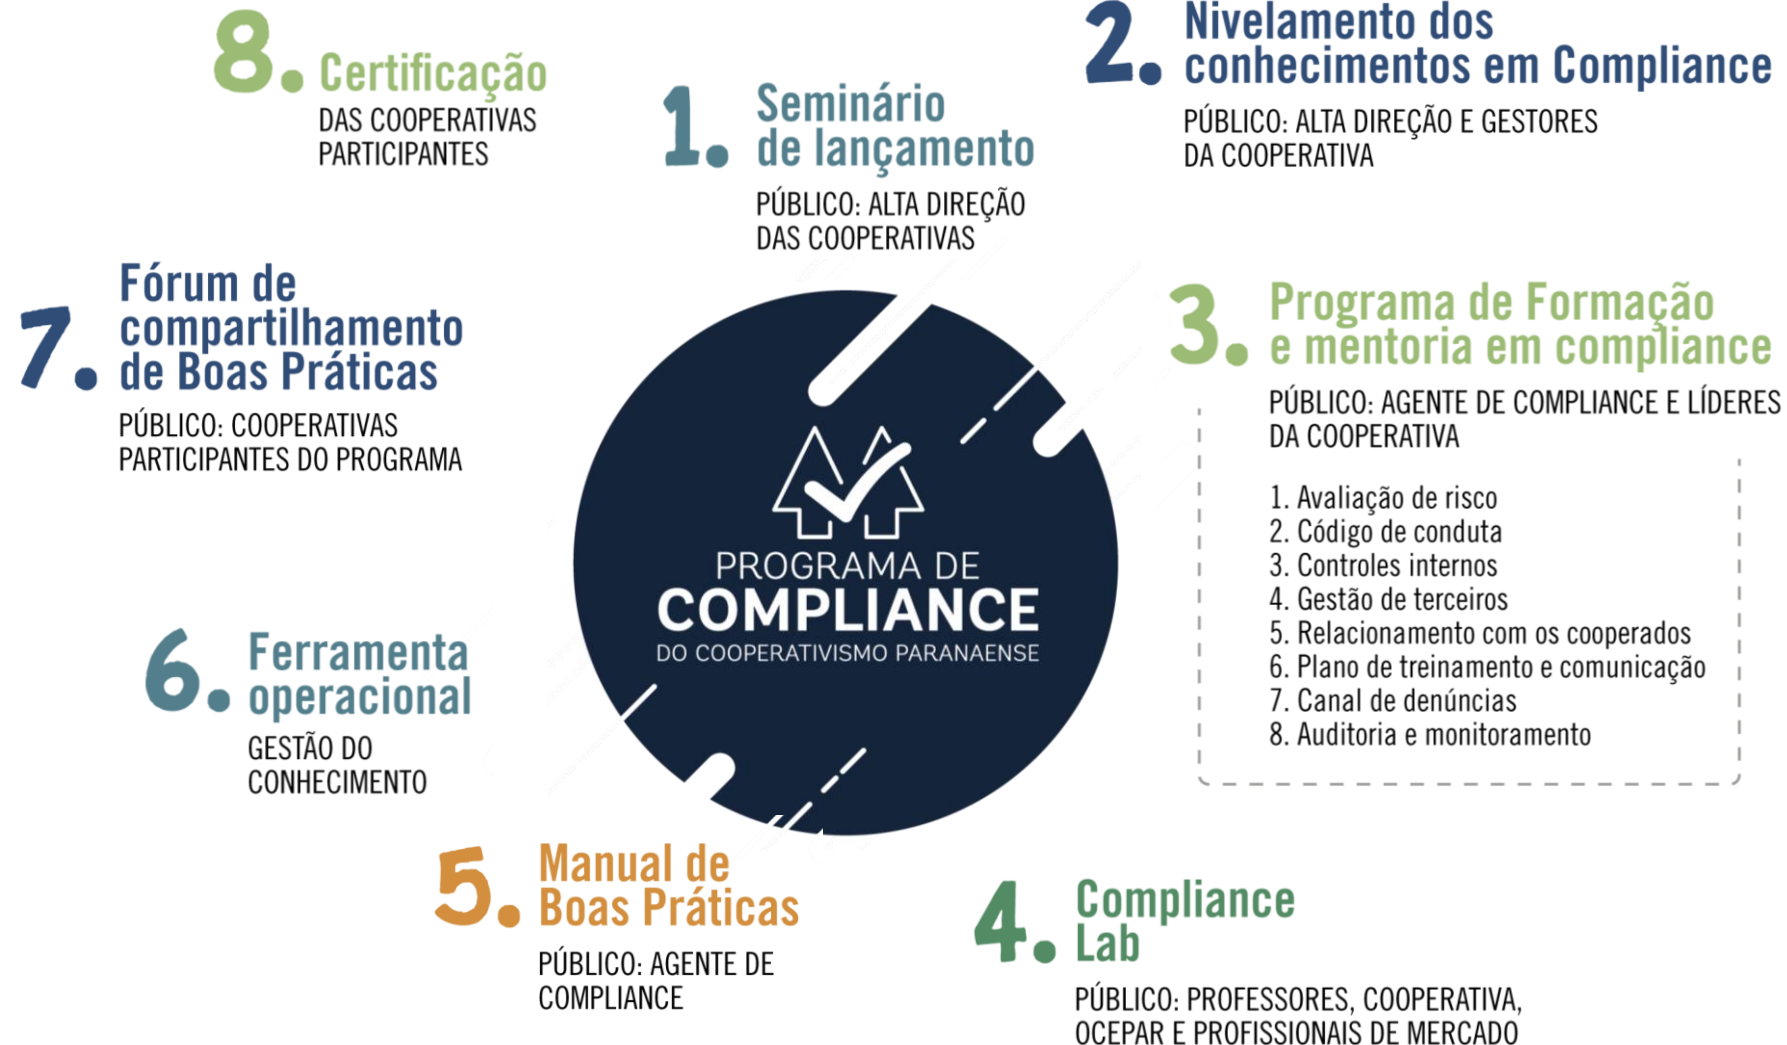 8. Certificação
DAS COOPERATIVAS
PARTICIPANTES
1. Seminário
de lançamento
PÚBLICO: ALTA DIREÇÃO
DAS COOPERATIVAS
2. Nivelamento dos
conhecimentos em Compliance
PÚBLICO: ALTA DIREÇÃO E GESTORES
DA COOPERATIVA
3. Programa de Formação
e mentoria em compliance
PÚBLICO: AGENTE DE COMPLIANCE E LÍDERES
DA COOPERATIVA
1. Avaliação de risco
2. Código de conduta
3. Controles internos
4. Gestão de terceiros
5. Relacionamento com os cooperados
6. Plano de treinamento e comunicação
7. Canal de denúncias
8. Auditoria e monitoramento
4. Compliance
Lab
PÚBLICO: PROFESSORES, COOPERATIVA,
OCEPAR E PROFISSIONAIS DE MERCADO
5. Manual de
Boas Práticas
PÚBLICO: AGENTE DE
COMPLIANCE
6. Ferramenta
operacional
GESTÃO DO
CONHECIMENTO
7. Fórum de
compartilhamento
de Boas Práticas
PÚBLICO: COOPERATIVAS
PARTICIPANTES DO PROGRAMA
PROGRAMA DE
COMPLIANCE
DO COOPERATIVISMO PARANAENSE